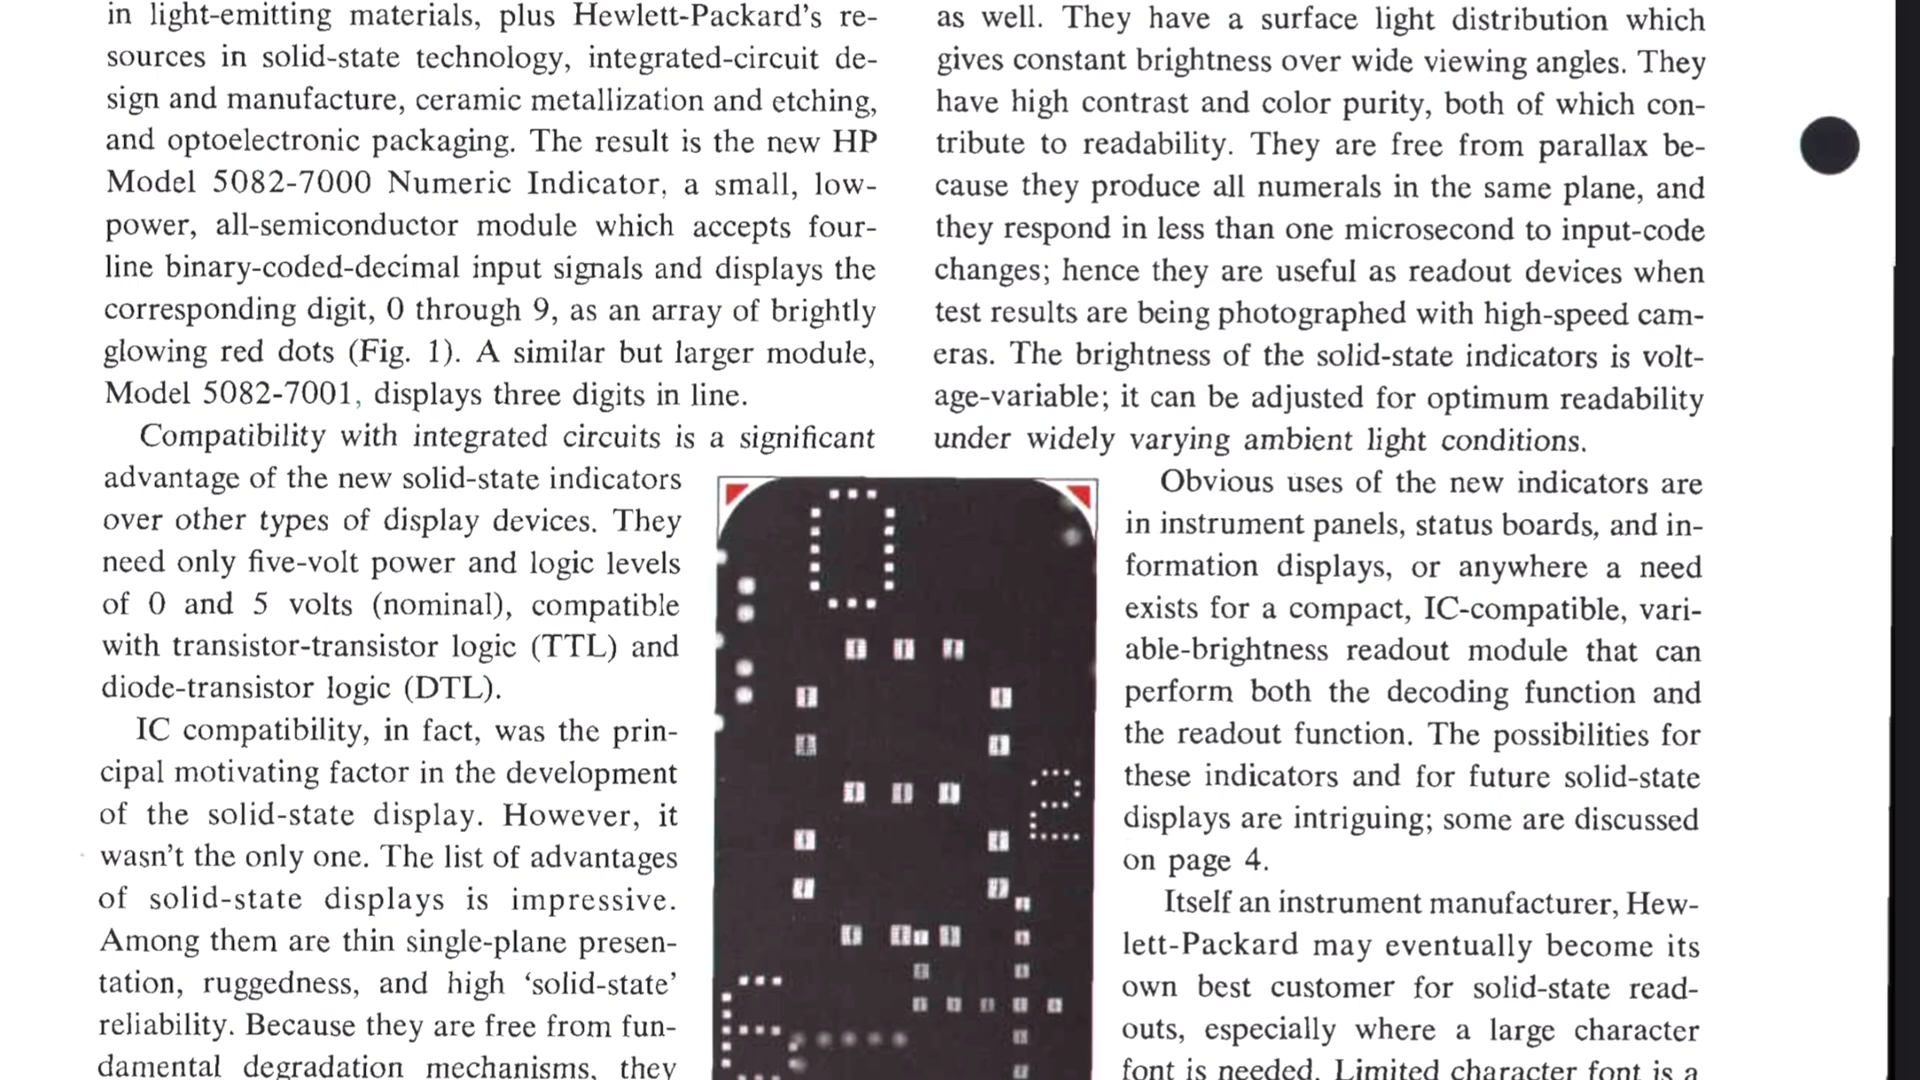 in light-emitting materials, plus Hewlett-Packard's re-
sources in solid-state technology, integrated-circuit de-
sign and manufacture, ceramic metallization and etching,
and optoelectronic packaging. The result is the new HP
Model 5082-7000 Numeric Indicator, a small, low-
power, all-semiconductor module which accepts four-
line binary-coded-decimal input signals and displays the
corresponding digit, 0 through 9, as an array of brightly
glowing red dots (Fig. 1). A similar but larger module,
Model 5082-7001, displays three digits in line.
Compatibility with integrated circuits is a significant
advantage of the new solid-state indicators
over other types of display devices. They
need only five-volt power and logic levels
of 0 and 5 volts (nominal), compatible
with transistor-transistor logic (TTL) and
diode-transistor logic (DTL).
IC compatibility, in fact, was the prin-
cipal motivating factor in the development
of the solid-state display. However, it
wasn't the only one. The list of advantages
of solid-state displays is impressive.
Among them are thin single-plane presen-
tation, ruggedness, and high 'solid-state'
reliability. Because they are free from fun-
damental degradation mechanisms, they
as well. They have a surface light distribution which
gives constant brightness over wide viewing angles. They
have high contrast and color purity, both of which con-
tribute to readability. They are free from parallax be-
cause they produce all numerals in the same plane, and
they respond in less than one microsecond to input-code
changes; hence they are useful as readout devices when
test results are being photographed with high-speed cam-
eras. The brightness of the solid-state indicators is volt-
age-variable; it can be adjusted for optimum readability
under widely varying ambient light conditions.
Obvious uses of the new indicators are
in instrument panels, status boards, and in-
formation displays, or anywhere a need
exists for a compact, IC-compatible, vari-
able-brightness readout module that can
perform both the decoding function and
the readout function. The possibilities for
these indicators and for future solid-state
displays are intriguing; some are discussed
on page 4.
Itself an instrument manufacturer, Hew-
lett-Packard may eventually become its
own best customer for solid-state read-
outs, especially where a large character
font is needed. Limited character font is a
0
8
2
4
6